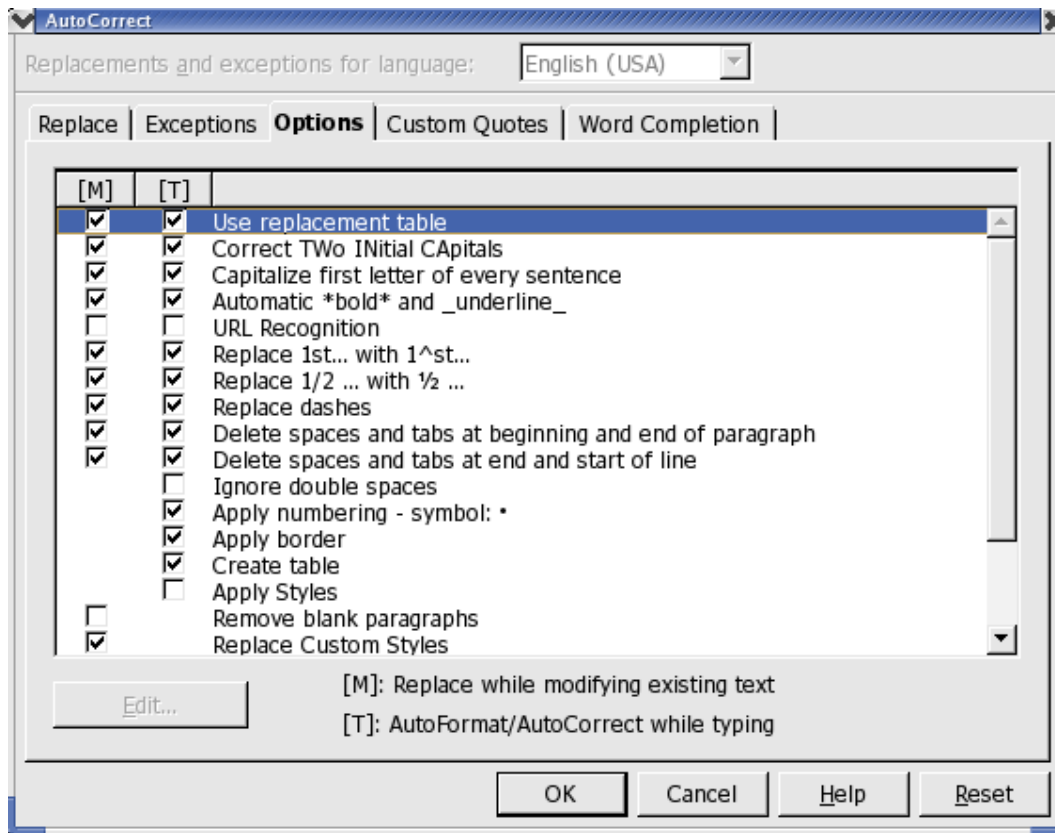 AutoCorrect
Replacements and exceptions for language: English (USA)
Replace Exceptions Options Custom Quotes Word Completion
[M] [T]
Use replacement table
Correct TWo INitial CApitals
Capitalize first letter of every sentence
Automatic *bold* and _underline_
URL Recognition
Replace 1st... with 1^st...
Replace 1/2 ... with ½ ...
Replace dashes
Delete spaces and tabs at beginning and end of paragraph
Delete spaces and tabs at end and start of line
Ignore double spaces
Apply numbering - symbol: •
Apply border
Create table
Apply Styles
Remove blank paragraphs
Replace Custom Styles
Edit...
[M]: Replace while modifying existing text
[T]: AutoFormat/AutoCorrect while typing
OK Cancel Help Reset